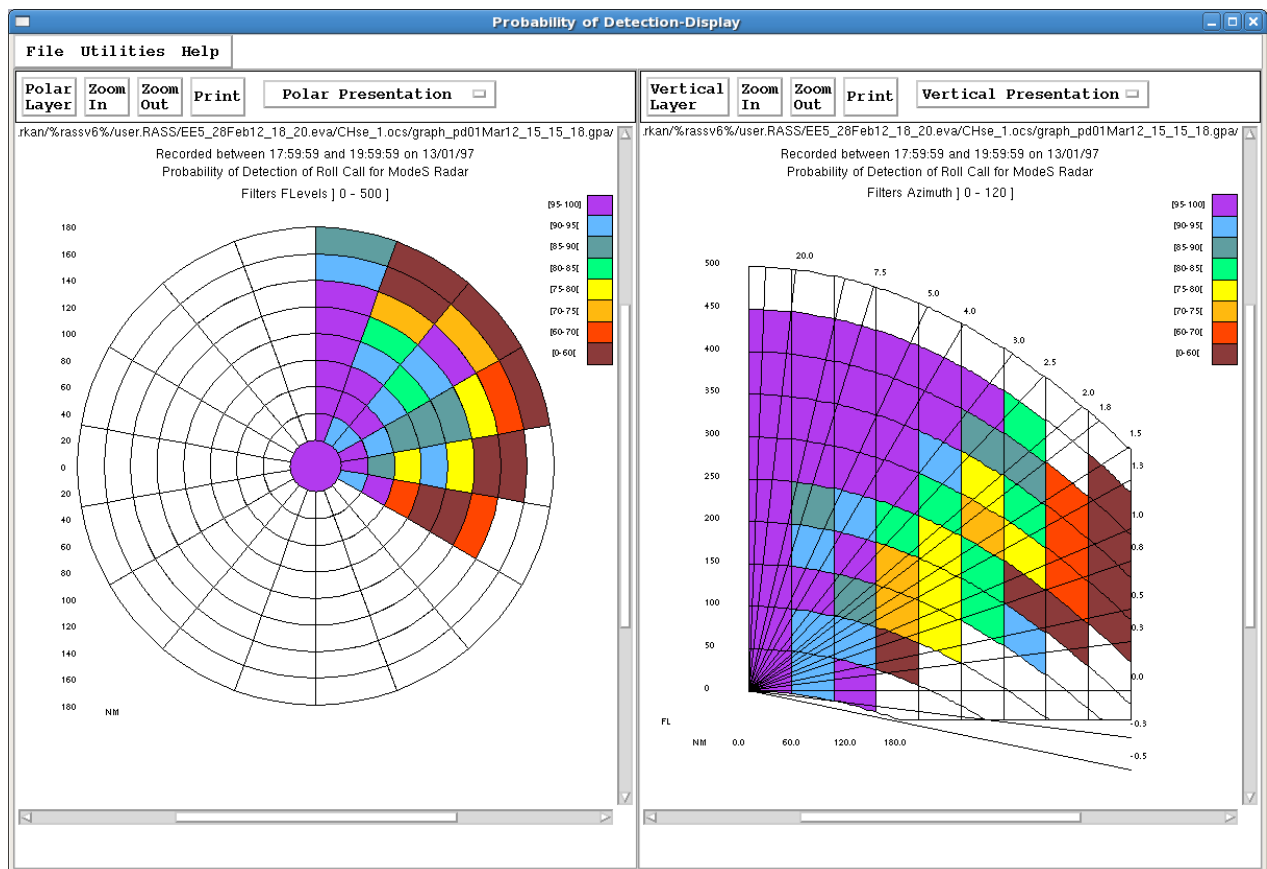 Probability of Detection-Display
File Utilities Help
Polar Layer
Zoom In
Zoom Out
Print
Polar Presentation
.rkan/%rassv6%/user.RASS/EE5_28Feb12_18_20.eva/CHse_1.ocs/graph_pd01Mar12_15_15_18.gpa/
Recorded between 17:59:59 and 19:59:59 on 13/01/97
Probability of Detection of Roll Call for ModeS Radar
Filters FLevels ] 0 - 500 ]
[95-100]
[90-95[
[85-90[
[80-85[
[75-80[
[70-75[
[60-70[
[0-60[
180
160
140
120
100
80
60
40
20
0
20
40
60
80
100
120
140
160
180
NM
Vertical Layer
Zoom In
Zoom Out
Print
Vertical Presentation
.rkan/%rassv6%/user.RASS/EE5_28Feb12_18_20.eva/CHse_1.ocs/graph_pd01Mar12_15_15_18.gpa/
Recorded between 17:59:59 and 19:59:59 on 13/01/97
Probability of Detection of Roll Call for ModeS Radar
Filters Azimuth ] 0 - 120 ]
[95-100]
[90-95[
[85-90[
[80-85[
[75-80[
[70-75[
[60-70[
[0-60[
500
450
400
350
300
250
200
150
100
50
0
FL
20.0
7.5
5.0
4.0
3.0
2.5
2.0
1.8
1.5
1.3
1.0
0.8
0.5
0.3
0.0
-0.3
-0.5
NM 0.0 60.0 120.0 180.0